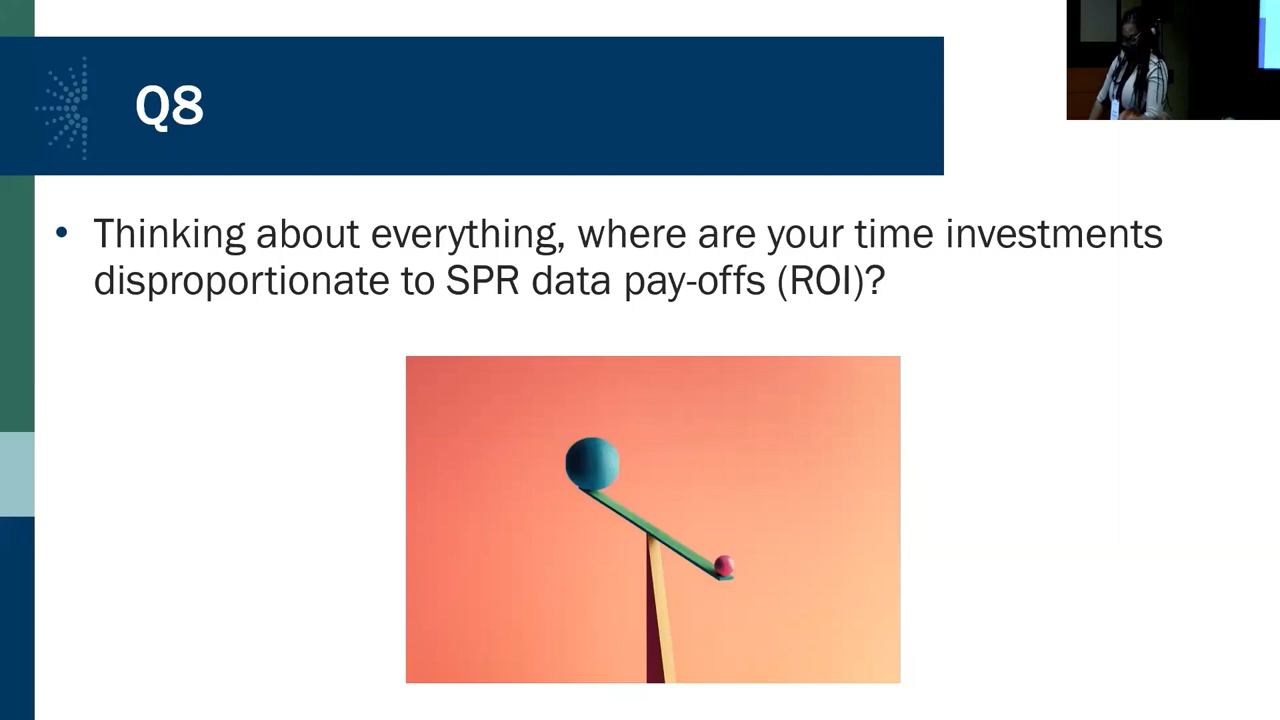 Q8
• Thinking about everything, where are your time investments
disproportionate to SPR data pay-offs (ROI)?